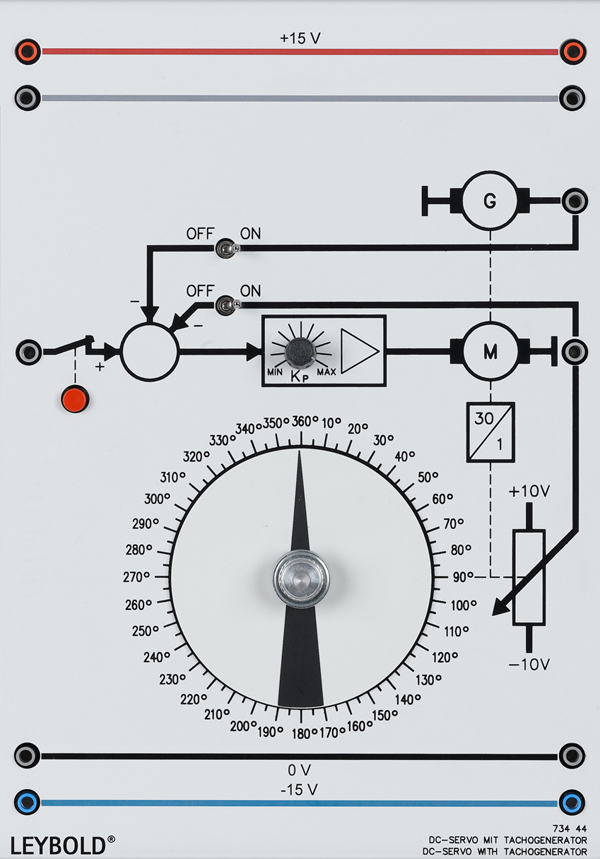 +15 V
G
OFF ON
−
OFF ON
−
+
MIN KP MAX
M
30
1
+10V
360° 10° 20° 30° 40° 50° 60° 70° 80° 90° 100° 110° 120° 130° 140° 150° 160° 170° 180° 190° 200° 210° 220° 230° 240° 250° 260° 270° 280° 290° 300° 310° 320° 330° 340° 350°
−10V
0 V
-15 V
734 44
LEYBOLD®
DC-SERVO MIT TACHOGENERATOR
DC-SERVO WITH TACHOGENERATOR